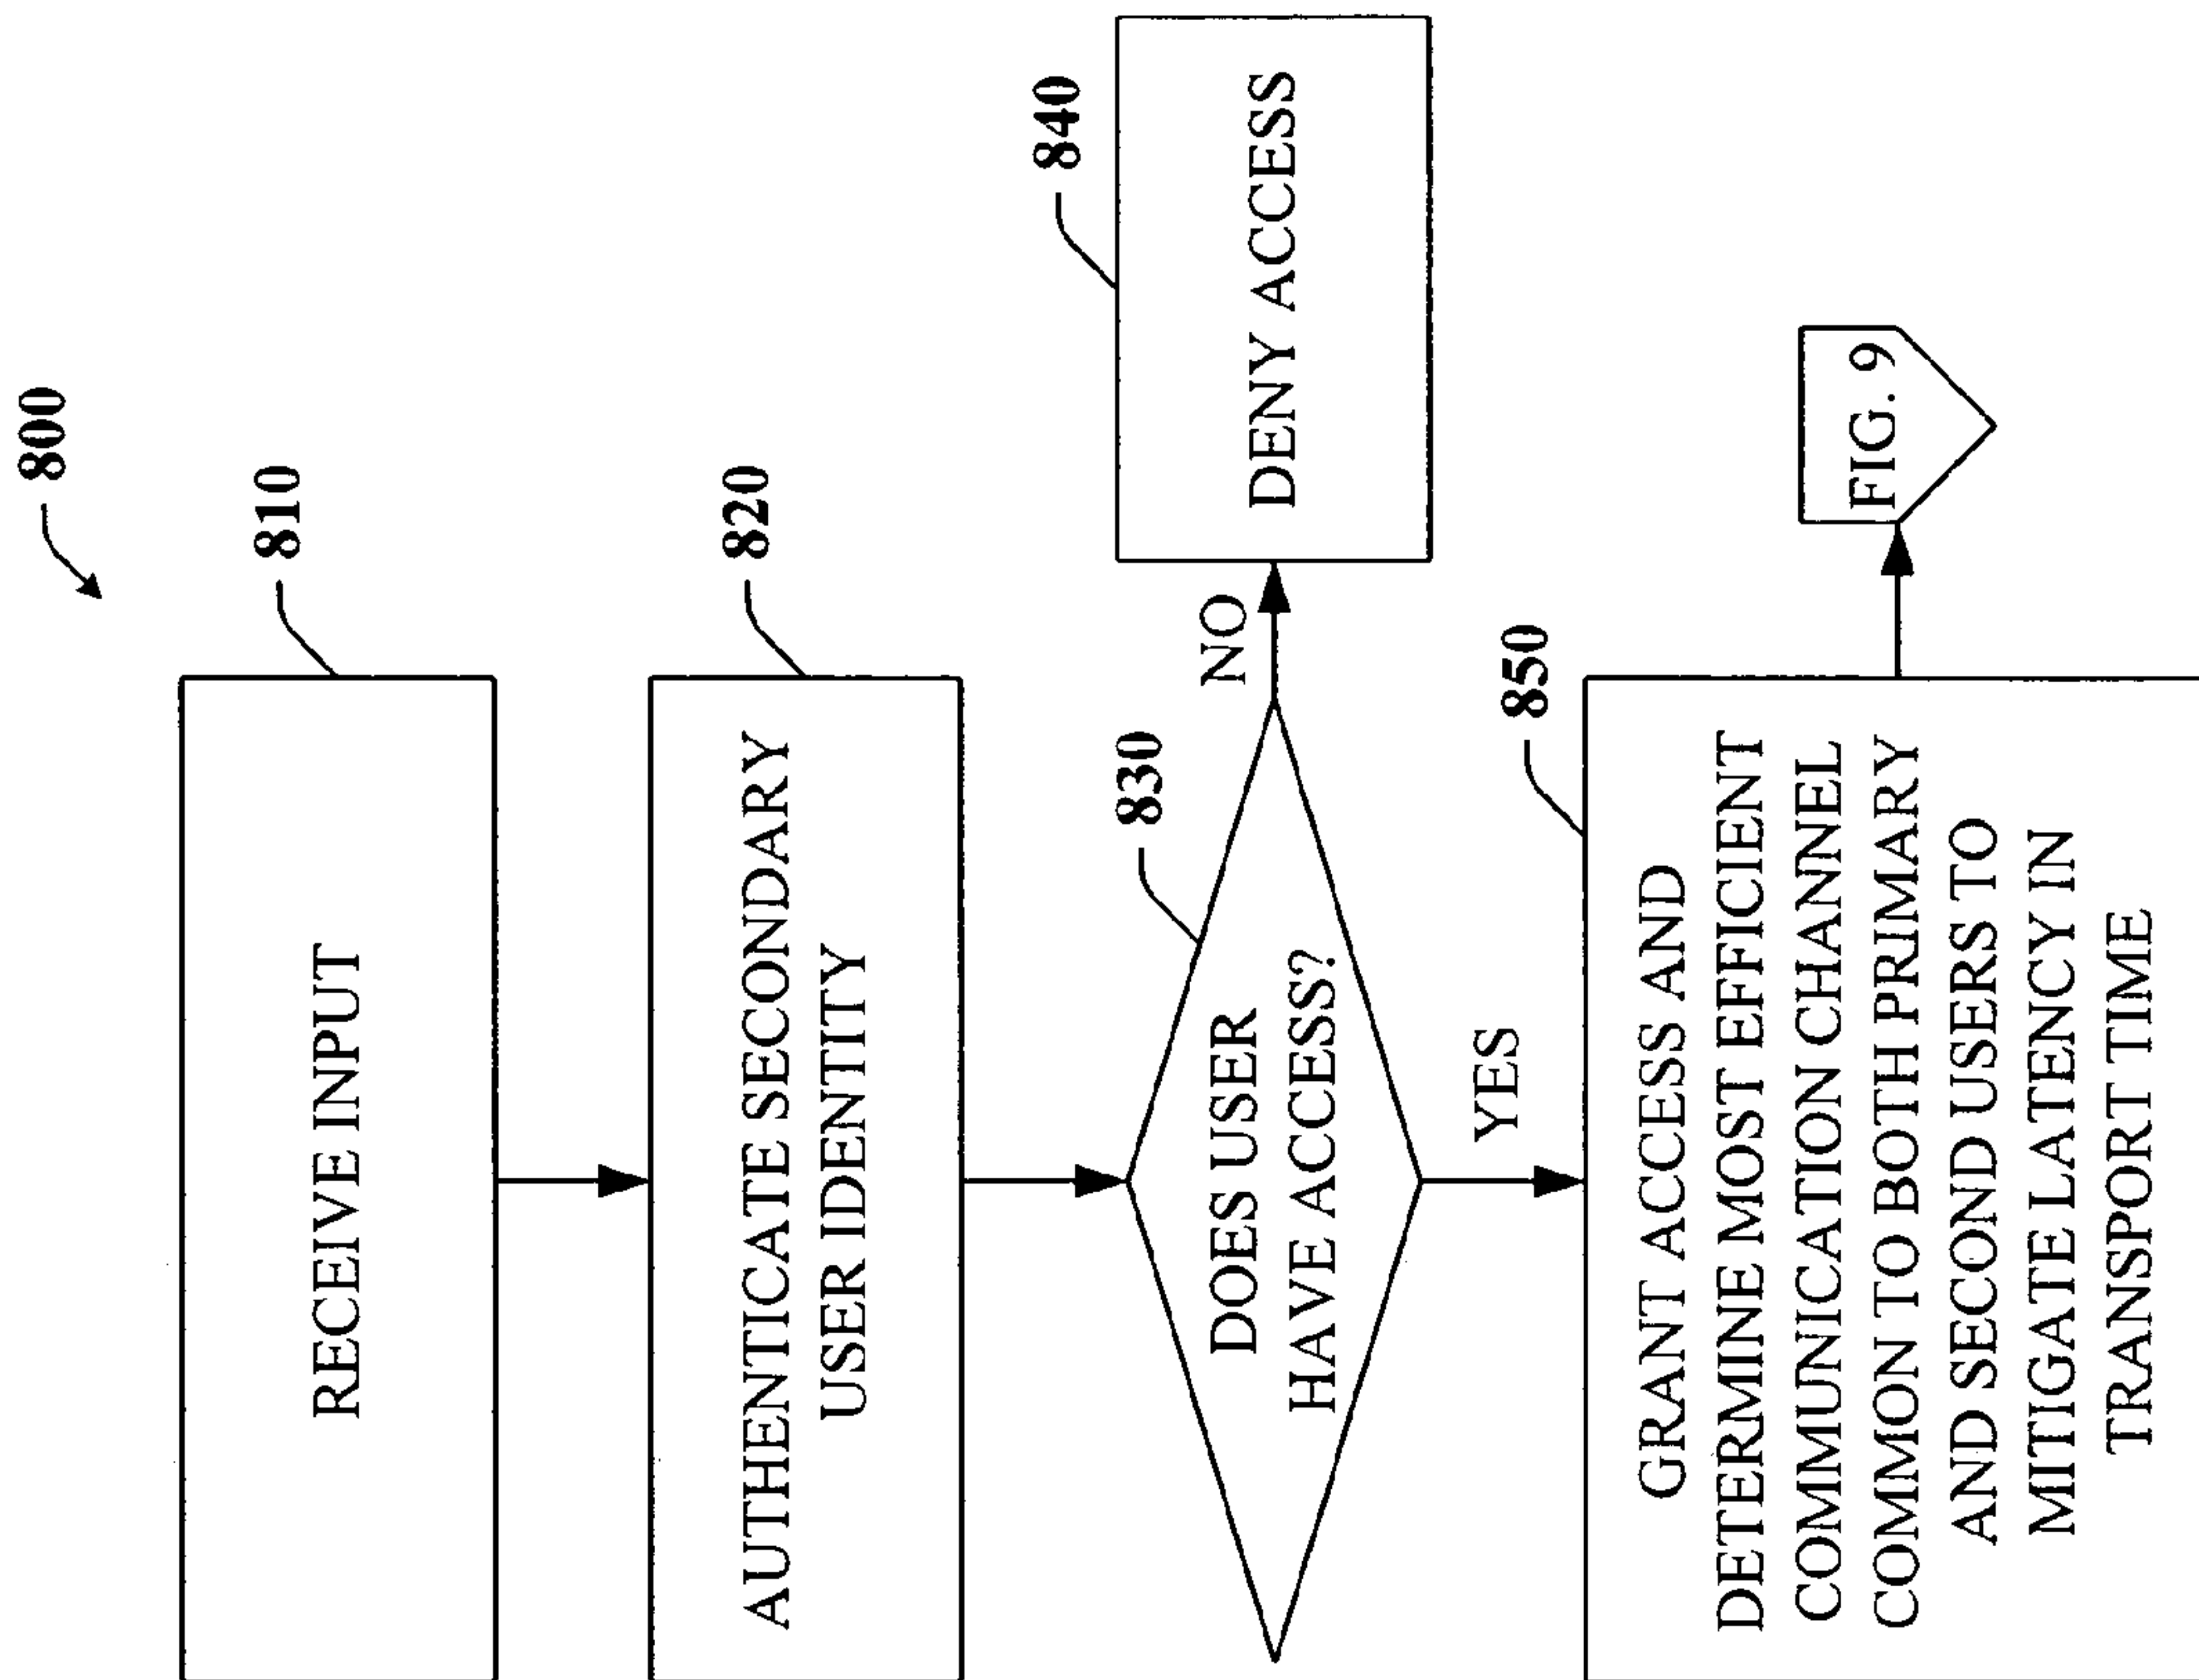 800
810
RECEIVE INPUT
820
AUTHENTICATE SECONDARY
USER IDENTITY
830
DOES USER
HAVE ACCESS?
NO
840
DENY ACCESS
YES
850
GRANT ACCESS AND
DETERMINE MOST EFFICIENT
COMMUNICATION CHANNEL
COMMON TO BOTH PRIMARY
AND SECOND USERS TO
MITIGATE LATENCY IN
TRANSPORT TIME
FIG. 9